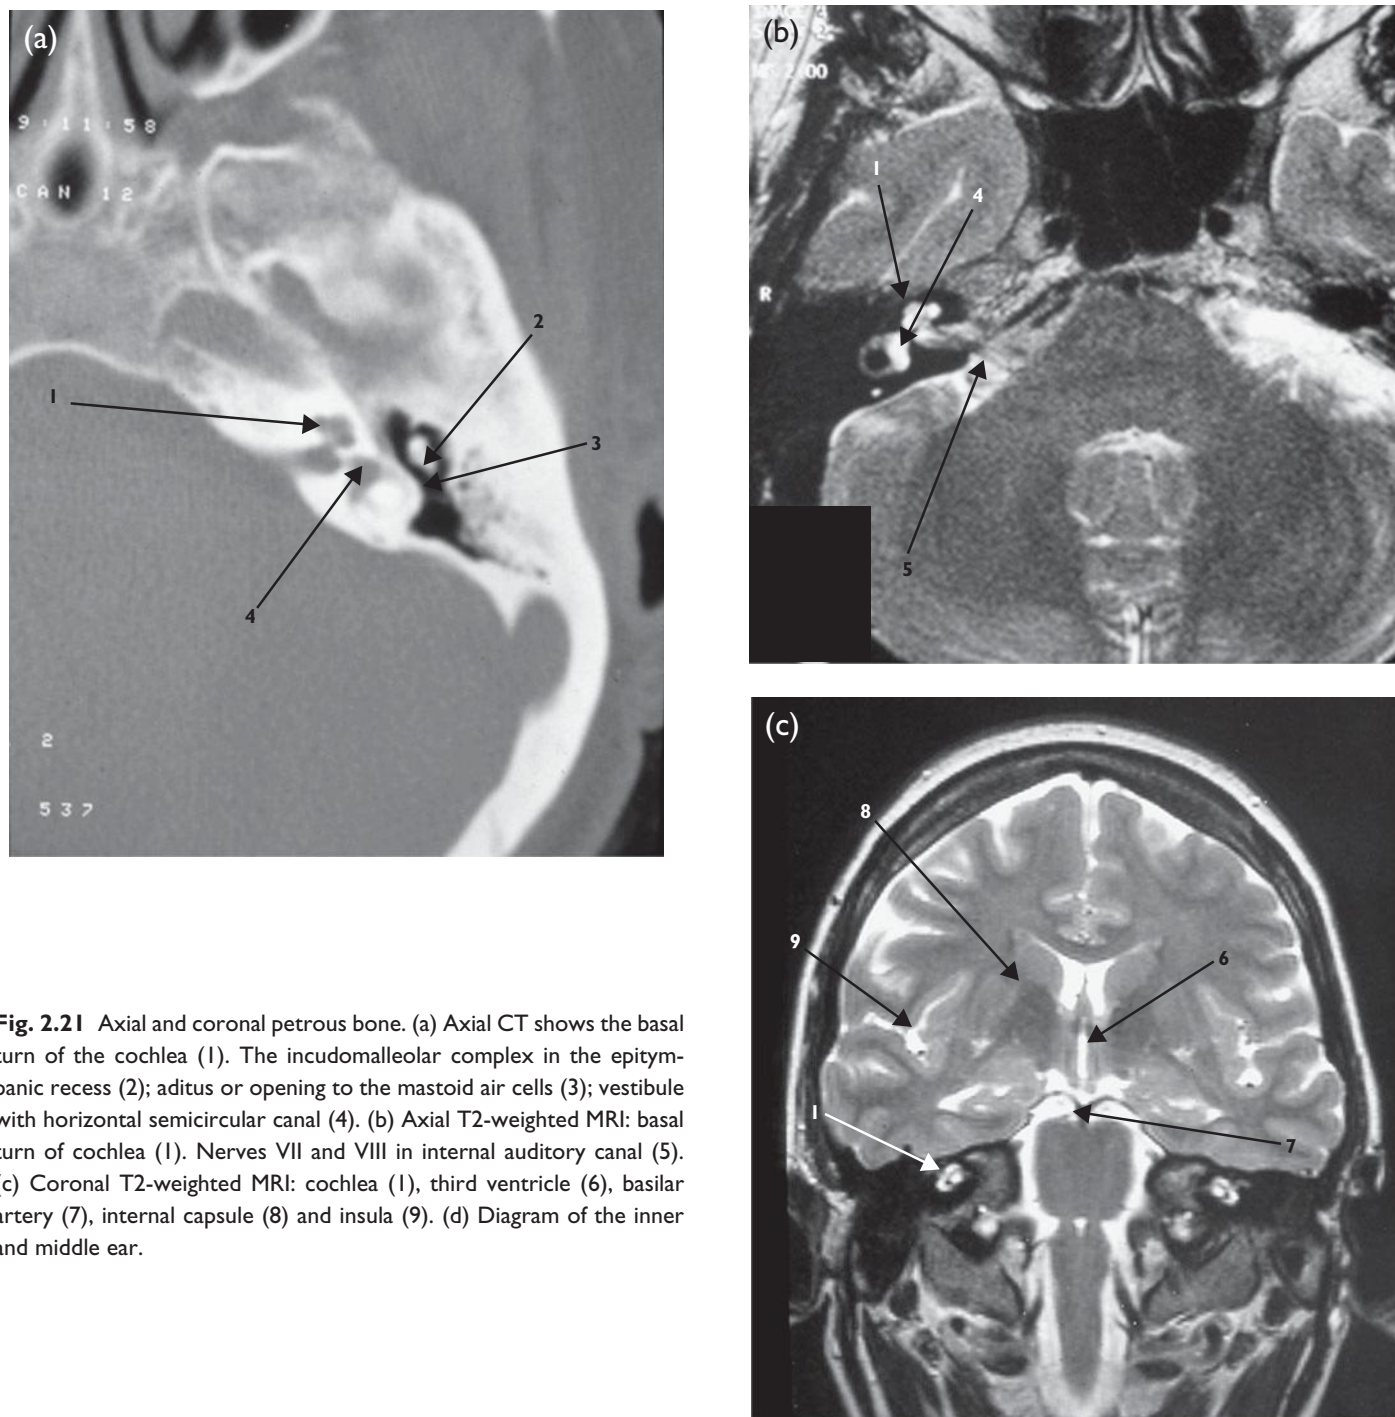 (a)
9:11:58
CAN 12
1
2
3
4
2
537
(b)
00
1
4
R
5
(c)
8
9
6
1
7
Fig. 2.21 Axial and coronal petrous bone. (a) Axial CT shows the basal
turn of the cochlea (1). The incudomalleolar complex in the epitym-
panic recess (2); aditus or opening to the mastoid air cells (3); vestibule
with horizontal semicircular canal (4). (b) Axial T2-weighted MRI: basal
turn of cochlea (1). Nerves VII and VIII in internal auditory canal (5).
(c) Coronal T2-weighted MRI: cochlea (1), third ventricle (6), basilar
artery (7), internal capsule (8) and insula (9). (d) Diagram of the inner
and middle ear.